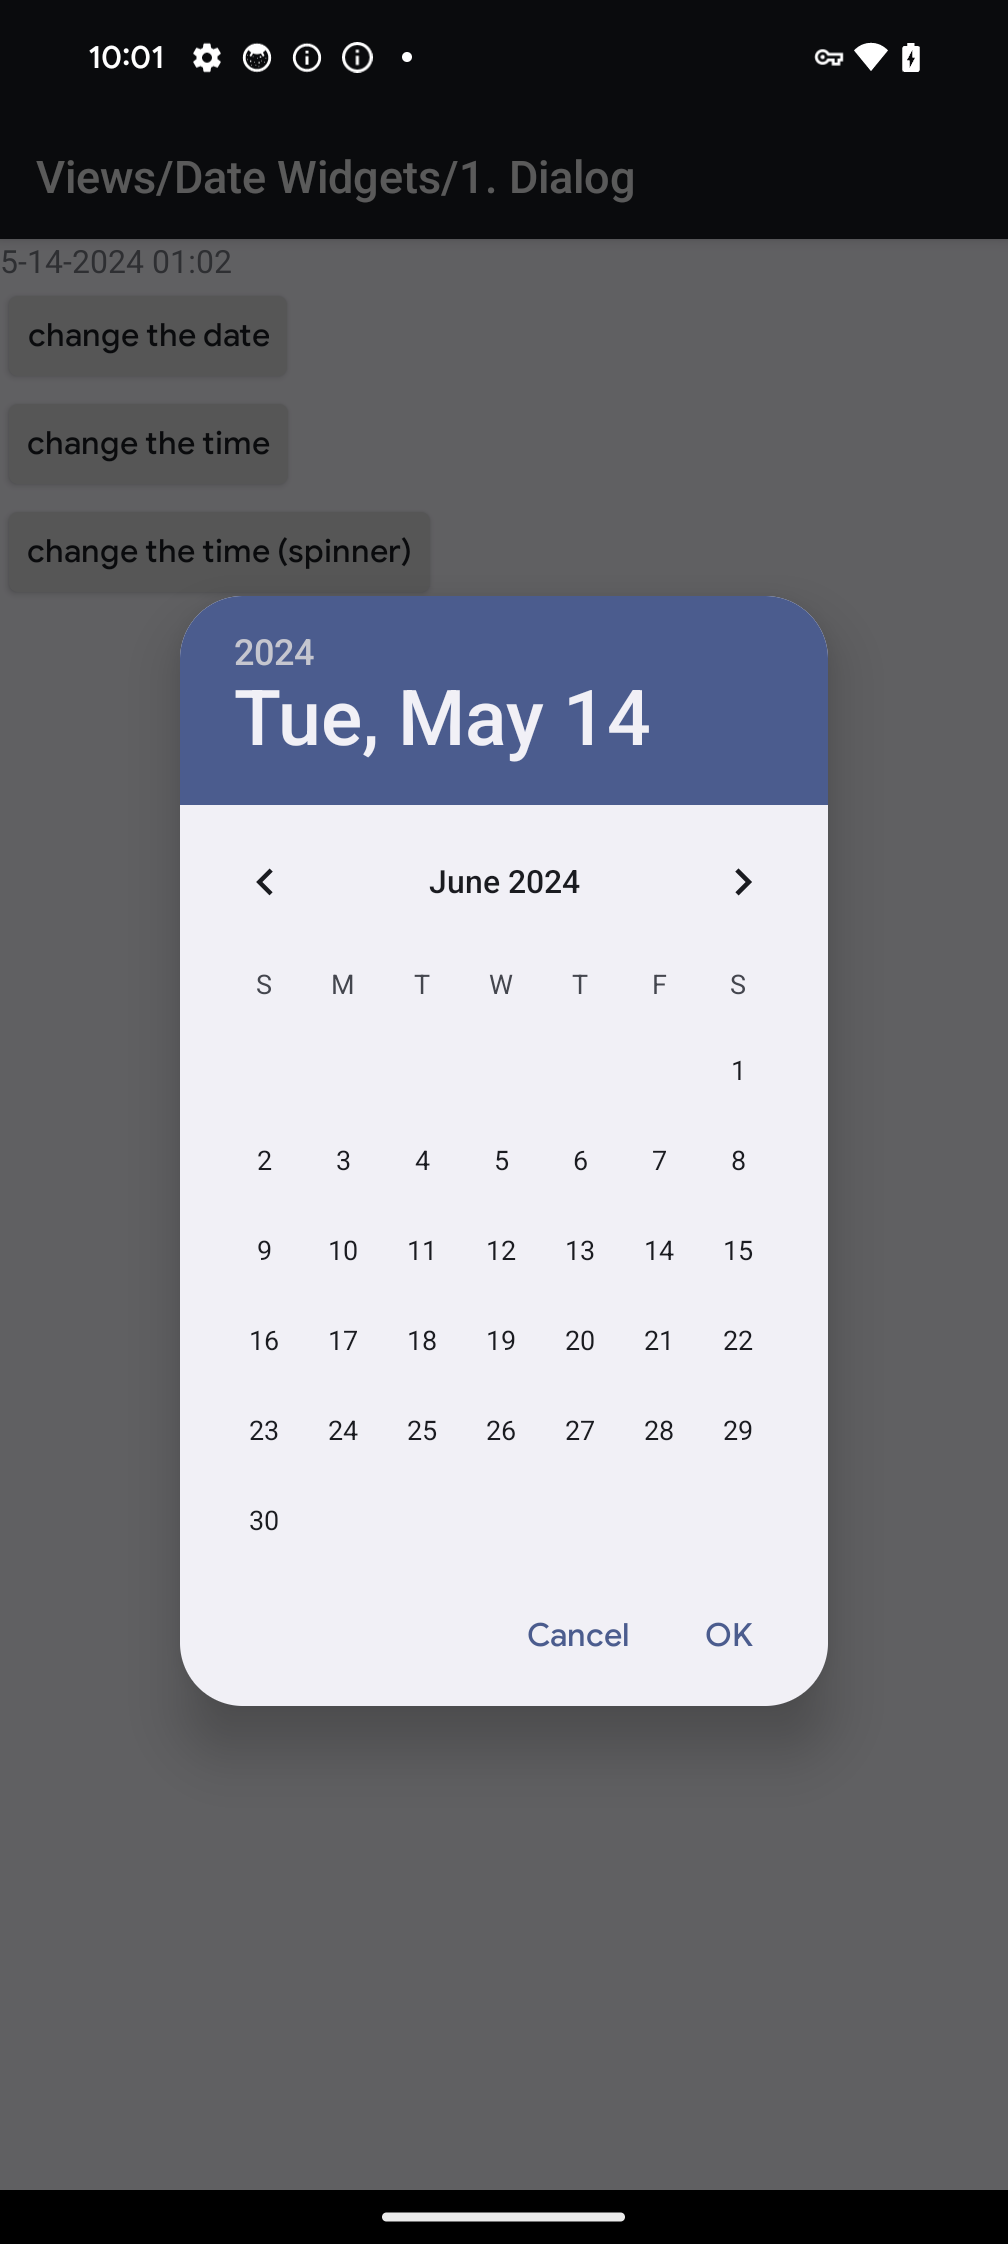 10:01
Views/Date Widgets/1. Dialog
5-14-2024 01:02
change the date
change the time
change the time (spinner)
2024
Tue, May 14
June 2024
S M T W T F S
1
2 3 4 5 6 7 8
9 10 11 12 13 14 15
16 17 18 19 20 21 22
23 24 25 26 27 28 29
30
Cancel OK